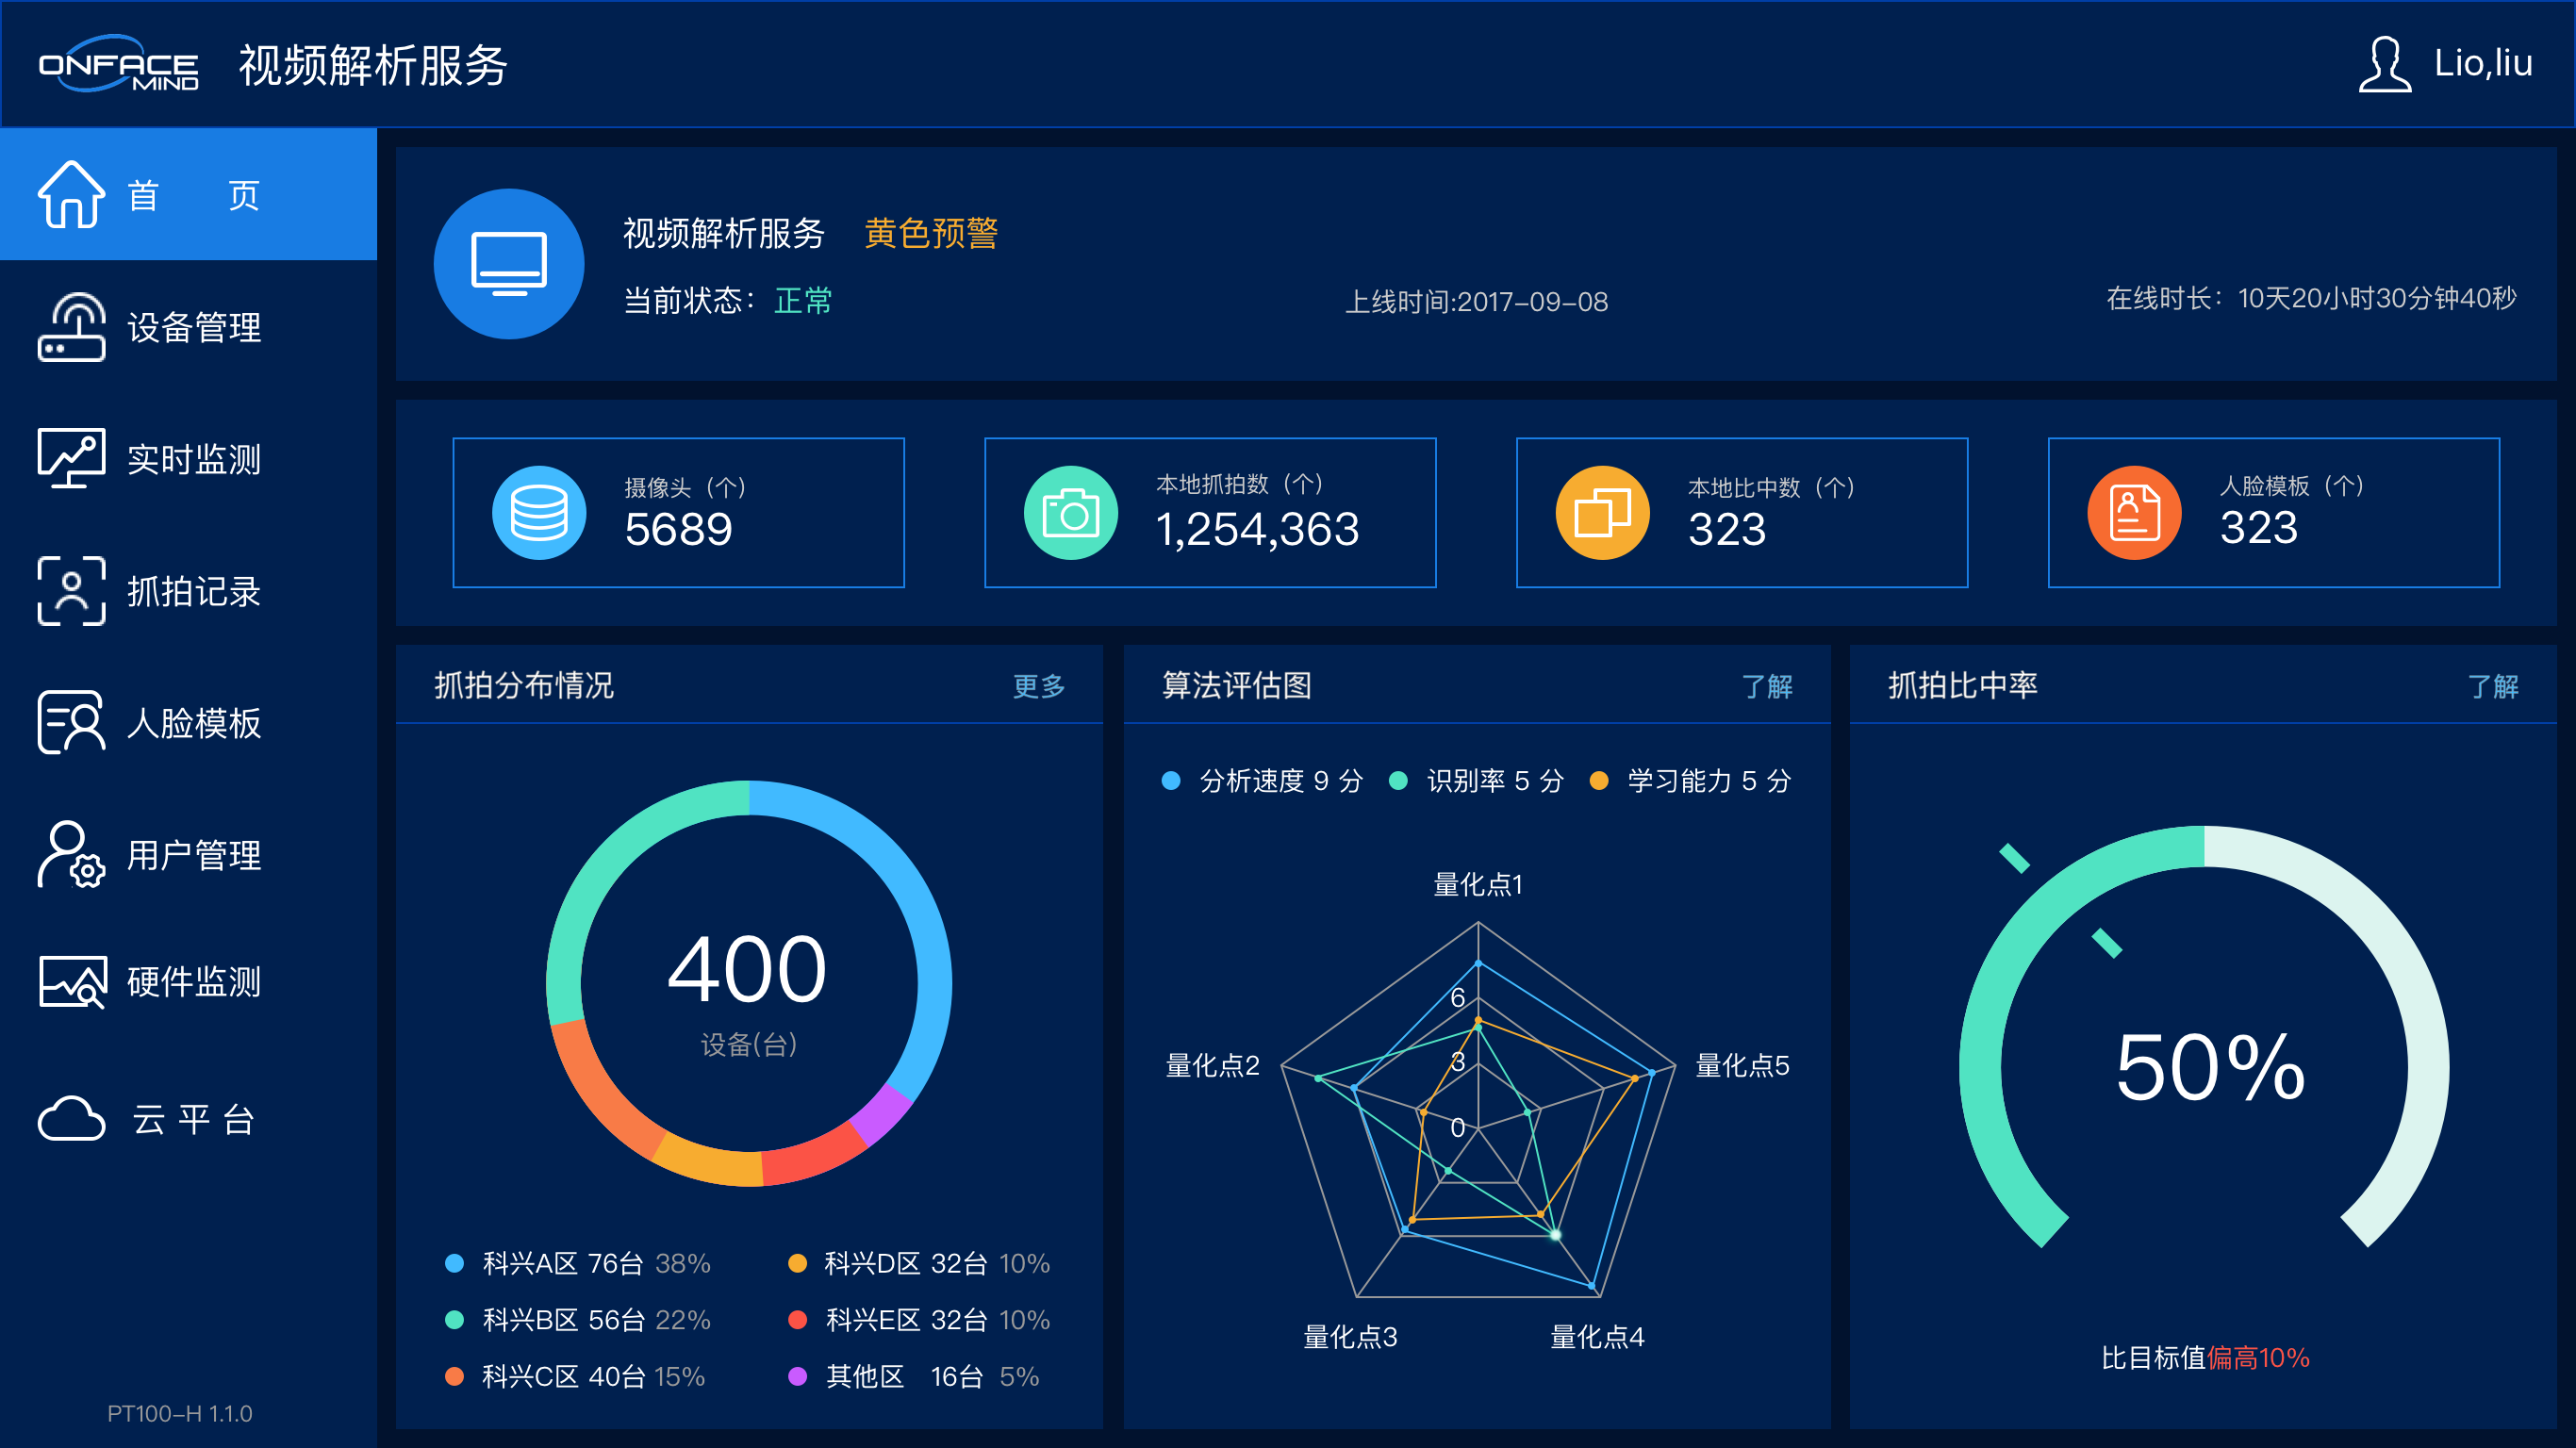 ONFACE MIND 视频解析服务
Lio,liu
首 页
设备管理
实时监测
抓拍记录
人脸模板
用户管理
硬件监测
云 平 台
PT100-H 1.1.0
视频解析服务 黄色预警
当前状态：正常
上线时间:2017-09-08
在线时长：10天20小时30分钟40秒
摄像头（个）
5689
本地抓拍数（个）
1,254,363
本地比中数（个）
323
人脸模板（个）
323
抓拍分布情况 更多
400
设备(台)
科兴A区 76台 38%
科兴D区 32台 10%
科兴B区 56台 22%
科兴E区 32台 10%
科兴C区 40台 15%
其他区 16台 5%
算法评估图 了解
分析速度 9 分 识别率 5 分 学习能力 5 分
量化点1
6
3
0
量化点2
量化点5
量化点3
量化点4
抓拍比中率 了解
50%
比目标值偏高10%